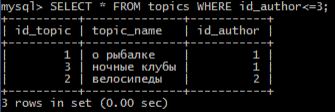 mysql> SELECT * FROM topics WHERE id_author<=3;
+----------+----------------+-----------+
| id_topic | topic_name     | id_author |
+----------+----------------+-----------+
|        1 | о рыбалке      |         1 |
|        3 | ночные клубы   |         1 |
|        2 | велосипеды     |         2 |
+----------+----------------+-----------+
3 rows in set (0.00 sec)